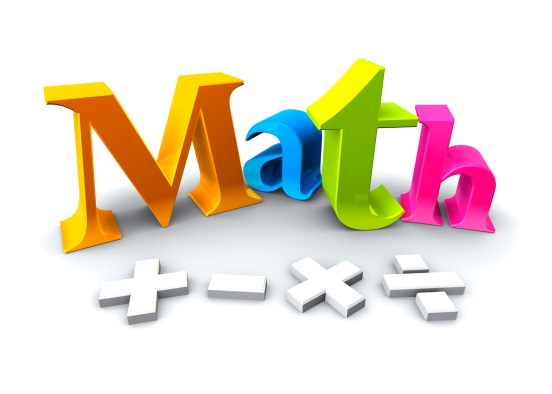 Math
+ − × ÷